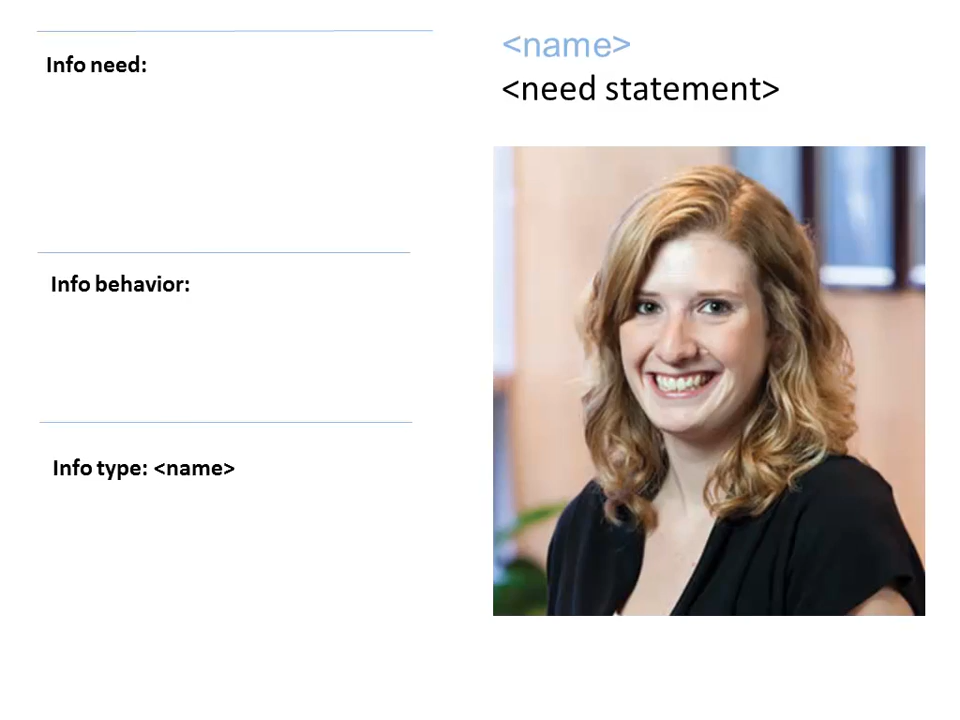 Info need:
Info behavior:
Info type: <name>
<name>
<need statement>